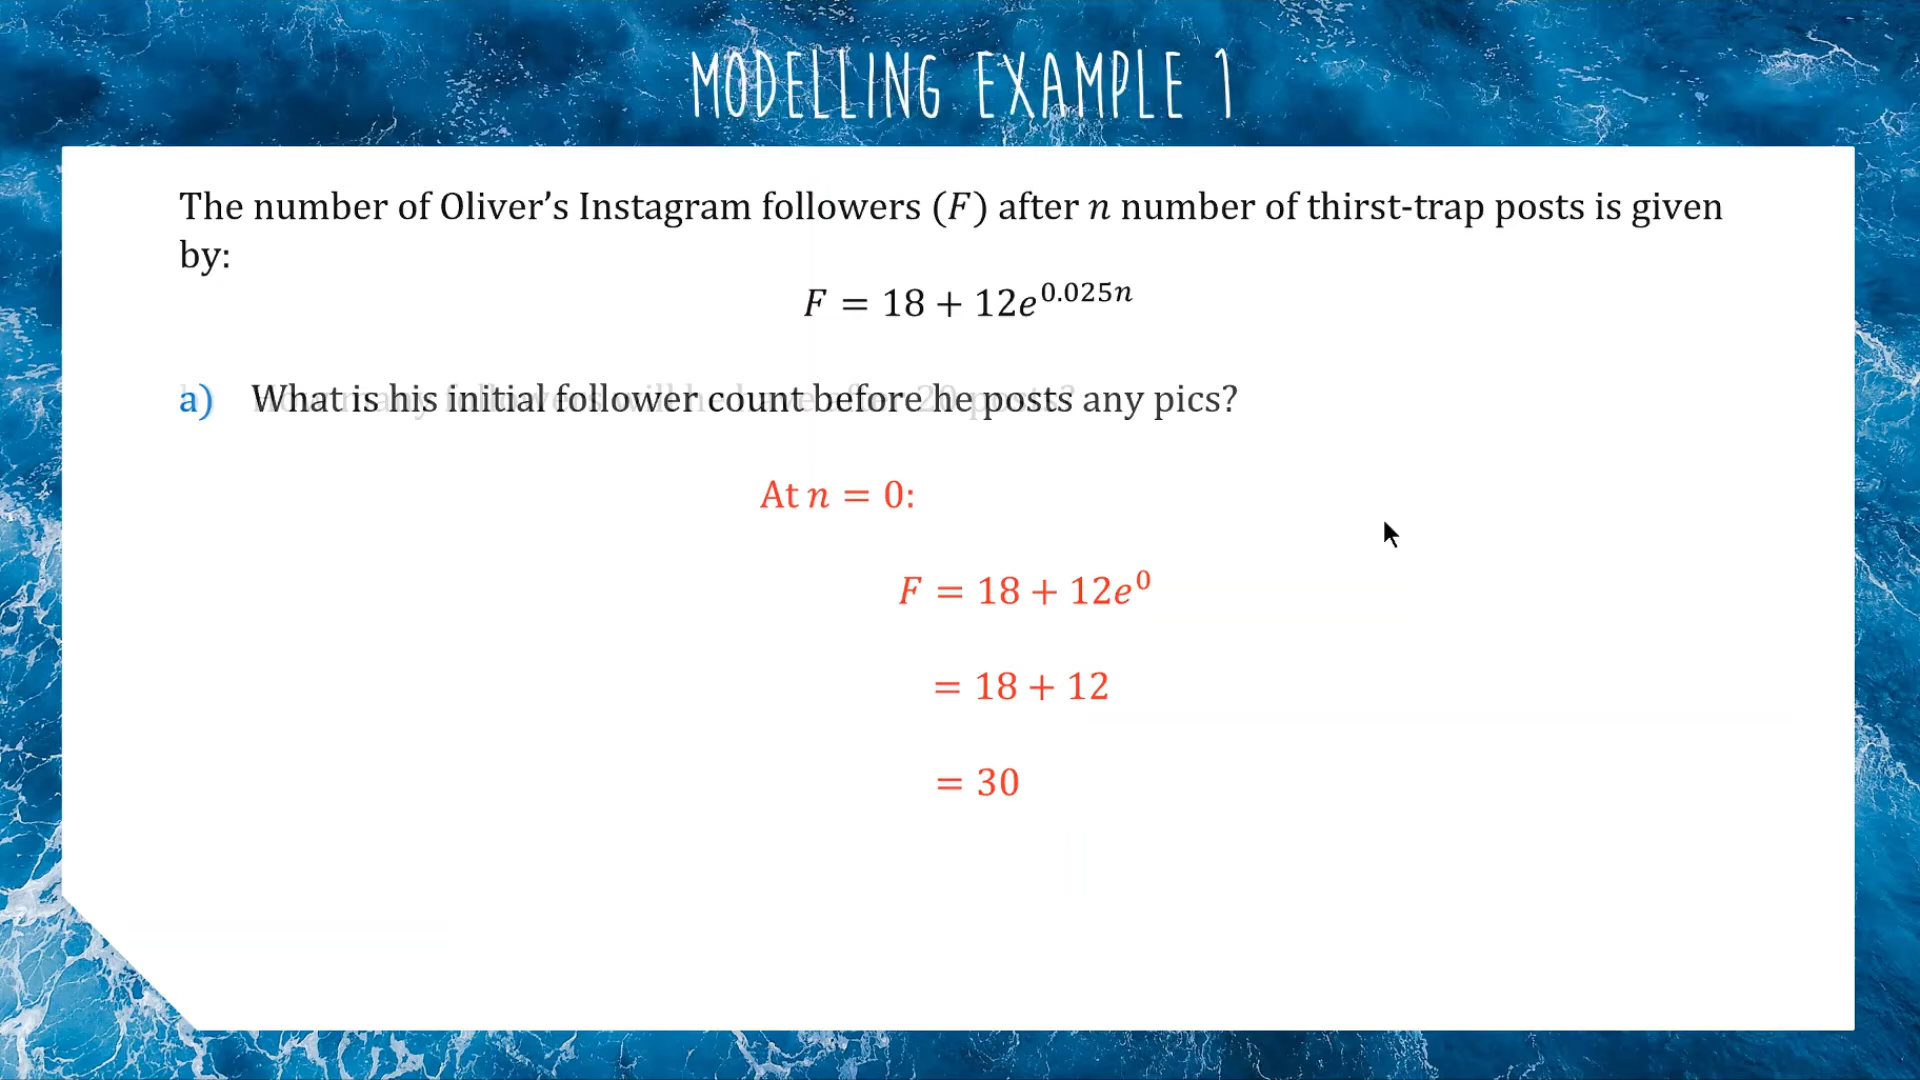 MODELLING EXAMPLE 1
The number of Oliver’s Instagram followers (F) after n number of thirst-trap posts is given
by:
F = 18 + 12e^{0.025n}
a) What is his initial follower count before he posts any pics?
At n = 0:
F = 18 + 12e^0
= 18 + 12
= 30